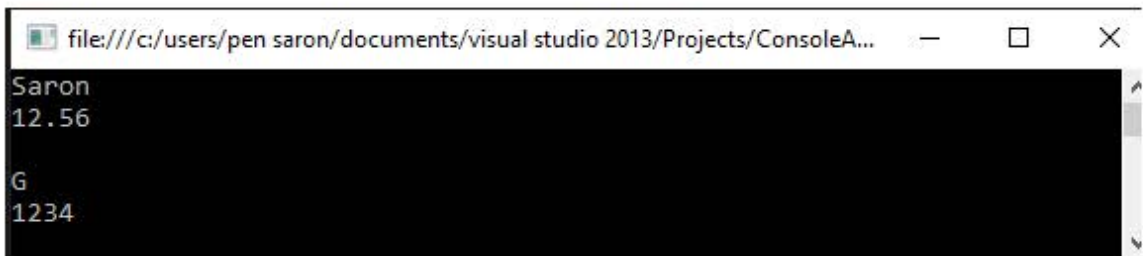 file:///c:/users/pen saron/documents/visual studio 2013/Projects/ConsoleA...
Saron
12.56
G
1234